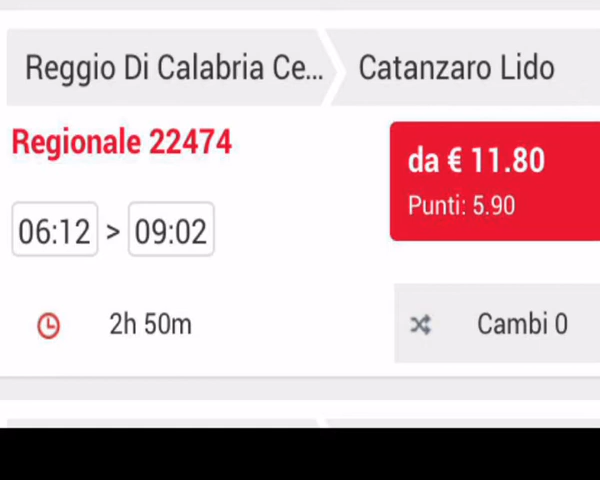 Reggio Di Calabria Ce...
Catanzaro Lido
Regionale 22474
da € 11.80
Punti: 5.90
06:12 > 09:02
2h 50m
Cambi 0